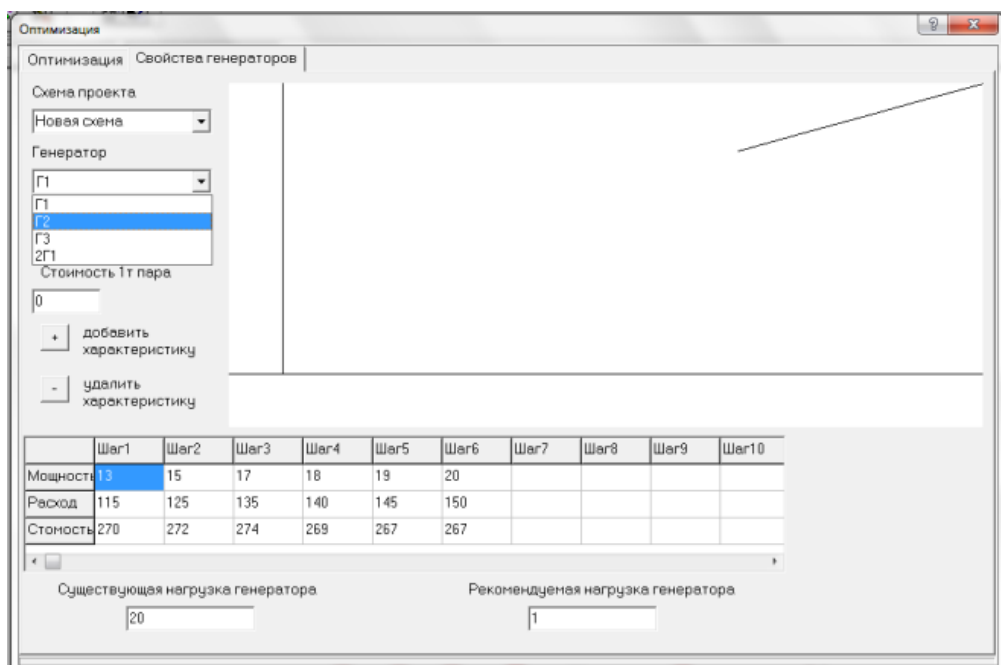 Оптимизация
Оптимизация Свойства генераторов
Схема проекта
Новая схема
Генератор
Г1
Г1
Г2
Г3
2Г1
Стоимость 1т пара
0
+ добавить
характеристику
- удалить
характеристику
Шаг1 Шаг2 Шаг3 Шаг4 Шаг5 Шаг6 Шаг7 Шаг8 Шаг9 Шаг10
Мощность 13 15 17 18 19 20
Расход 115 125 135 140 145 150
Стомость 270 272 274 269 267 267
Существующая нагрузка генератора Рекомендуемая нагрузка генератора
20 1